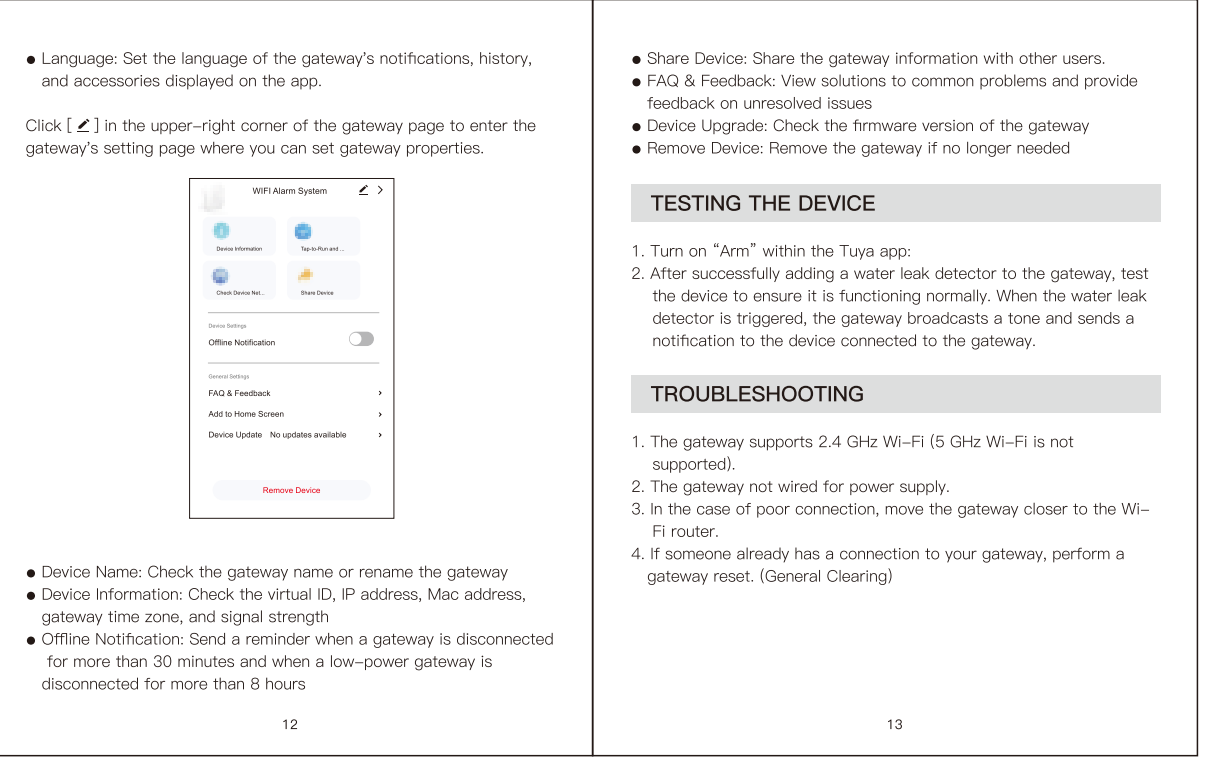 ● Language: Set the language of the gateway's notifications, history,
and accessories displayed on the app.
Click [ ] in the upper-right corner of the gateway page to enter the
gateway's setting page where you can set gateway properties.
WIFI Alarm System
Device Information
Tap-to-Run and ...
Check Device Net...
Share Device
Device Settings
Offline Notification
General Settings
FAQ & Feedback
Add to Home Screen
Device Update No updates available
Remove Device
● Device Name: Check the gateway name or rename the gateway
● Device Information: Check the virtual ID, IP address, Mac address,
gateway time zone, and signal strength
● Offline Notification: Send a reminder when a gateway is disconnected
for more than 30 minutes and when a low-power gateway is
disconnected for more than 8 hours
12
● Share Device: Share the gateway information with other users.
● FAQ & Feedback: View solutions to common problems and provide
feedback on unresolved issues
● Device Upgrade: Check the firmware version of the gateway
● Remove Device: Remove the gateway if no longer needed
TESTING THE DEVICE
1. Turn on “Arm” within the Tuya app:
2. After successfully adding a water leak detector to the gateway, test
the device to ensure it is functioning normally. When the water leak
detector is triggered, the gateway broadcasts a tone and sends a
notification to the device connected to the gateway.
TROUBLESHOOTING
1. The gateway supports 2.4 GHz Wi-Fi (5 GHz Wi-Fi is not
supported).
2. The gateway not wired for power supply.
3. In the case of poor connection, move the gateway closer to the Wi-
Fi router.
4. If someone already has a connection to your gateway, perform a
gateway reset. (General Clearing)
13